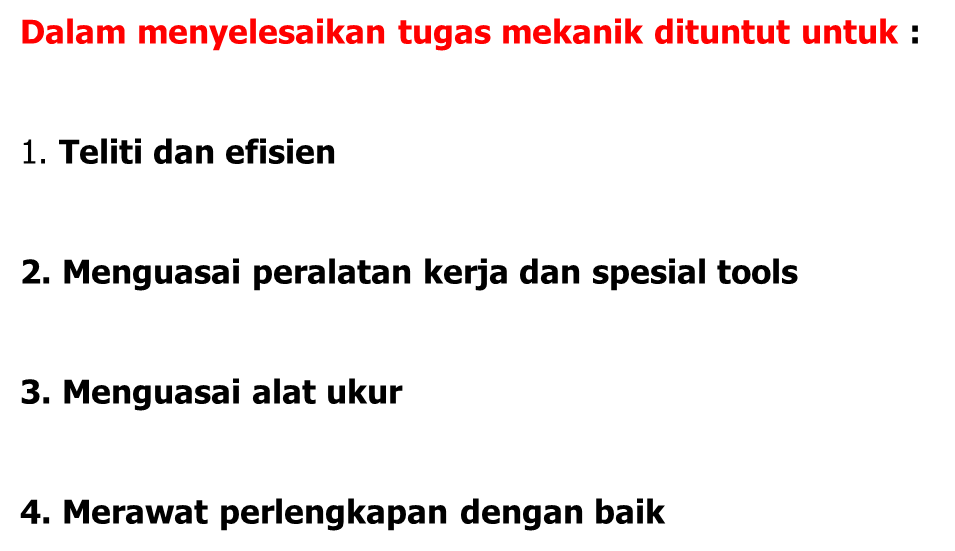 Dalam menyelesaikan tugas mekanik dituntut untuk :
1. Teliti dan efisien
2. Menguasai peralatan kerja dan spesial tools
3. Menguasai alat ukur
4. Merawat perlengkapan dengan baik